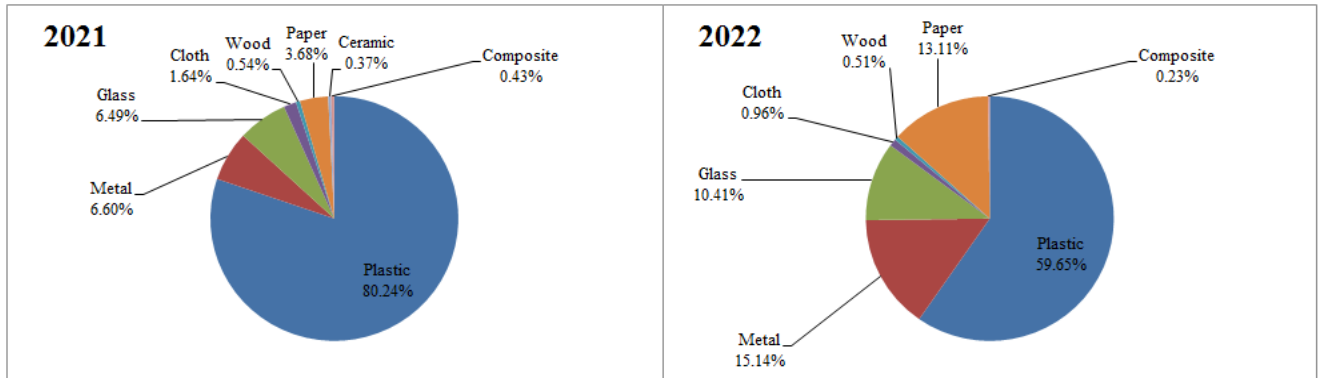 2021
Cloth
1.64%
Wood
0.54%
Paper
3.68%
Ceramic
0.37%
Composite
0.43%
Glass
6.49%
Metal
6.60%
Plastic
80.24%
2022
Wood
0.51%
Paper
13.11%
Composite
0.23%
Cloth
0.96%
Glass
10.41%
Plastic
59.65%
Metal
15.14%